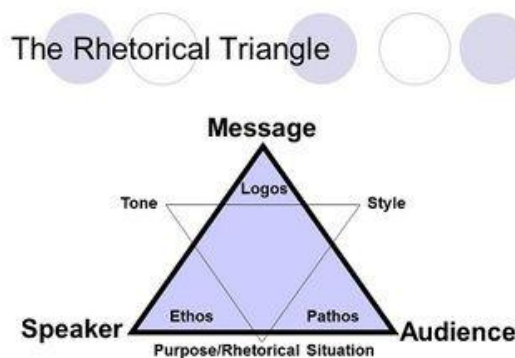 The Rhetorical Triangle
Message
Logos
Tone
Style
Ethos
Pathos
Speaker
Audience
Purpose/Rhetorical Situation